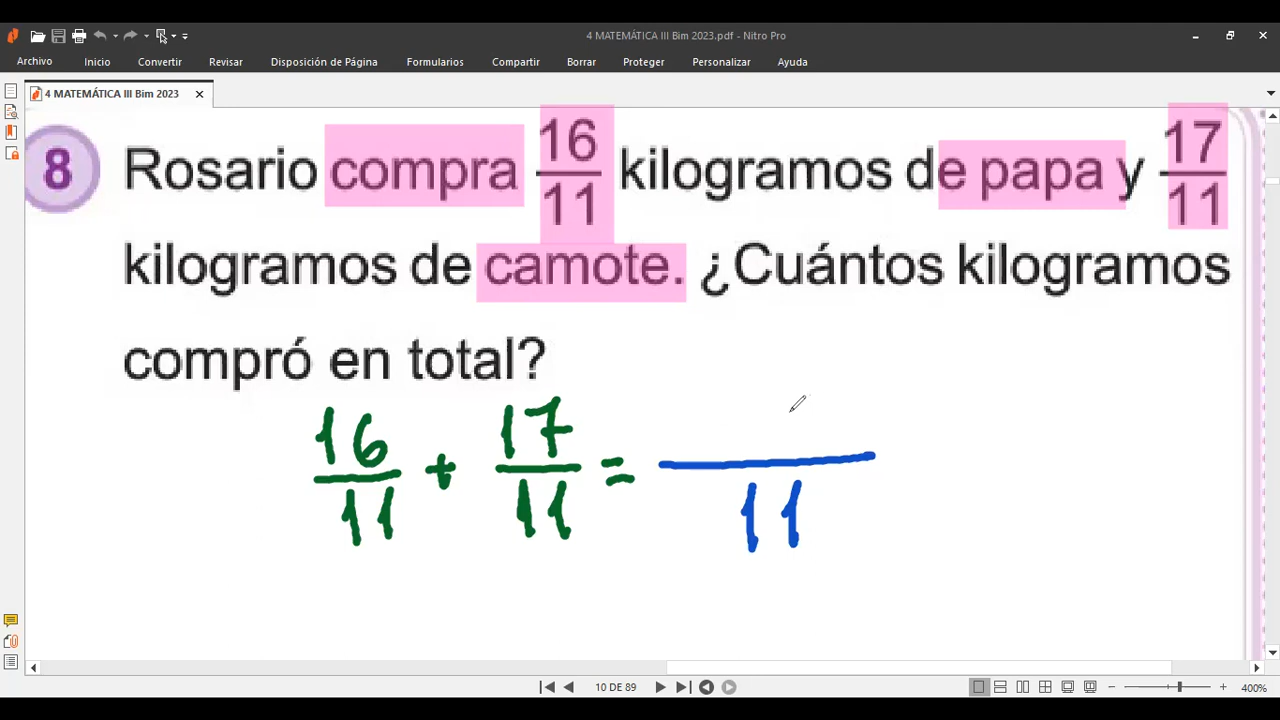 4 MATEMÁTICA III Bim 2023.pdf - Nitro Pro
Archivo Inicio Convertir Revisar Disposición de Página Formularios Compartir Borrar Proteger Personalizar Ayuda
4 MATEMÁTICA III Bim 2023
8 Rosario compra 16/11 kilogramos de papa y 17/11
kilogramos de camote. ¿Cuántos kilogramos
compró en total?
16/11 + 17/11 = /11
10 DE 89 400%